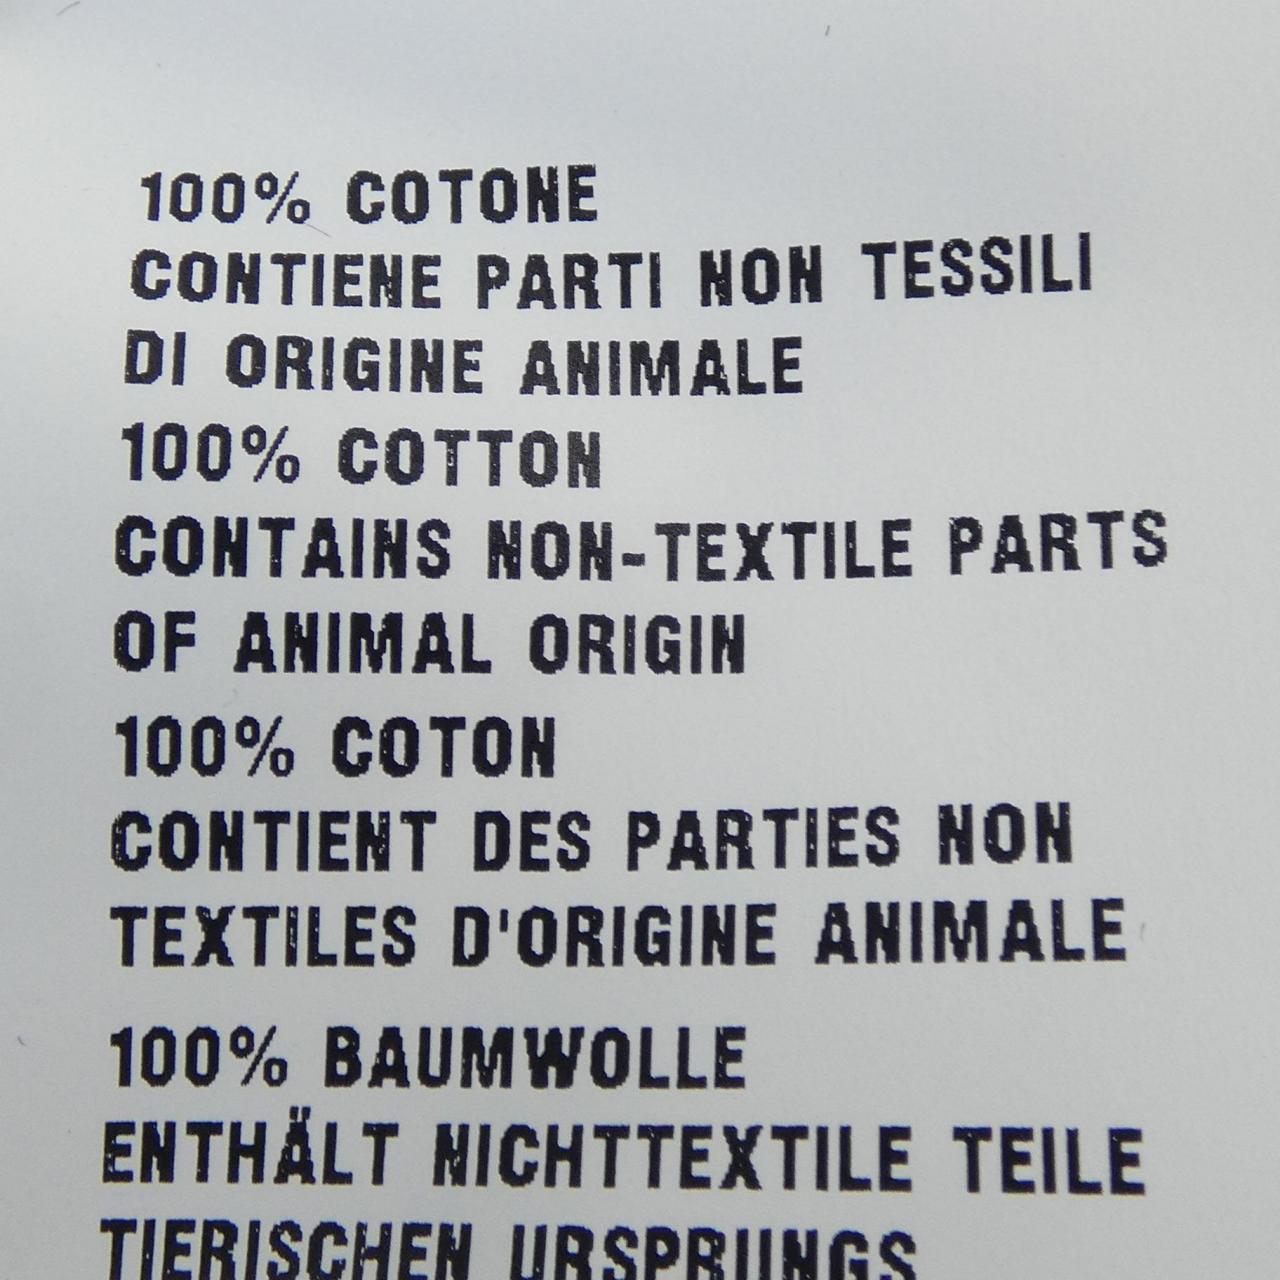 100% COTONE
CONTIENE PARTI NON TESSILI
DI ORIGINE ANIMALE
100% COTTON
CONTAINS NON-TEXTILE PARTS
OF ANIMAL ORIGIN
100% COTON
CONTIENT DES PARTIES NON
TEXTILES D'ORIGINE ANIMALE
100% BAUMWOLLE
ENTHÄLT NICHTTEXTILE TEILE
TIERISCHEN URSPRUNGS